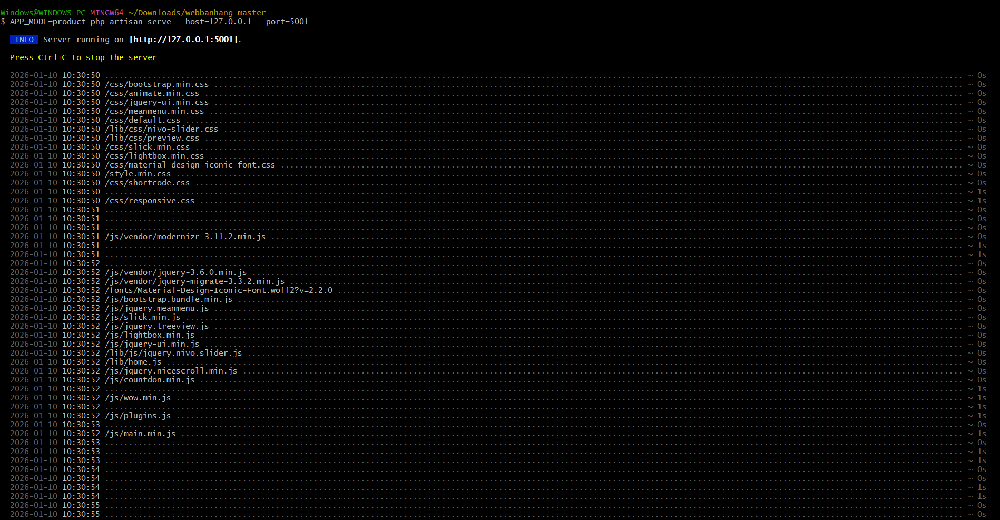 Windows@WINDOWS-PC MINGW64 ~/Downloads/webbanhang-master
$ APP_MODE=product php artisan serve --host=127.0.0.1 --port=5001
INFO Server running on [http://127.0.0.1:5001].
Press Ctrl+C to stop the server
2026-01-10 10:30:50 ........ ~ 0s
2026-01-10 10:30:50 /css/bootstrap.min.css ........ ~ 0s
2026-01-10 10:30:50 /css/animate.min.css ........ ~ 0s
2026-01-10 10:30:50 /css/jquery-ui.min.css ........ ~ 0s
2026-01-10 10:30:50 /css/meanmenu.min.css ........ ~ 0s
2026-01-10 10:30:50 /css/default.css ........ ~ 0s
2026-01-10 10:30:50 /lib/css/nivo-slider.css ........ ~ 0s
2026-01-10 10:30:50 /lib/css/preview.css ........ ~ 0s
2026-01-10 10:30:50 /css/slick.min.css ........ ~ 0s
2026-01-10 10:30:50 /css/lightbox.min.css ........ ~ 0s
2026-01-10 10:30:50 /css/material-design-iconic-font.css ........ ~ 0s
2026-01-10 10:30:50 /style.min.css ........ ~ 0s
2026-01-10 10:30:50 /css/shortcode.css ........ ~ 0s
2026-01-10 10:30:50 ........ ~ 1s
2026-01-10 10:30:50 /css/responsive.css ........ ~ 1s
2026-01-10 10:30:51 ........ ~ 0s
2026-01-10 10:30:51 ........ ~ 0s
2026-01-10 10:30:51 ........ ~ 0s
2026-01-10 10:30:51 /js/vendor/modernizr-3.11.2.min.js ........ ~ 0s
2026-01-10 10:30:51 ........ ~ 1s
2026-01-10 10:30:51 ........ ~ 1s
2026-01-10 10:30:52 ........ ~ 0s
2026-01-10 10:30:52 /js/vendor/jquery-3.6.0.min.js ........ ~ 0s
2026-01-10 10:30:52 /js/vendor/jquery-migrate-3.3.2.min.js ........ ~ 0s
2026-01-10 10:30:52 /fonts/Material-Design-Iconic-Font.woff2?v=2.2.0 ........ ~ 0s
2026-01-10 10:30:52 /js/bootstrap.bundle.min.js ........ ~ 0s
2026-01-10 10:30:52 /js/jquery.meanmenu.js ........ ~ 0s
2026-01-10 10:30:52 /js/slick.min.js ........ ~ 0s
2026-01-10 10:30:52 /js/jquery.treeview.js ........ ~ 0s
2026-01-10 10:30:52 /js/lightbox.min.js ........ ~ 0s
2026-01-10 10:30:52 /js/jquery-ui.min.js ........ ~ 0s
2026-01-10 10:30:52 /lib/js/jquery.nivo.slider.js ........ ~ 0s
2026-01-10 10:30:52 /lib/home.js ........ ~ 0s
2026-01-10 10:30:52 /js/jquery.nicescroll.min.js ........ ~ 0s
2026-01-10 10:30:52 /js/countdon.min.js ........ ~ 0s
2026-01-10 10:30:52 ........ ~ 1s
2026-01-10 10:30:52 /js/wow.min.js ........ ~ 1s
2026-01-10 10:30:52 ........ ~ 1s
2026-01-10 10:30:52 /js/plugins.js ........ ~ 1s
2026-01-10 10:30:53 ........ ~ 0s
2026-01-10 10:30:52 /js/main.min.js ........ ~ 1s
2026-01-10 10:30:53 ........ ~ 0s
2026-01-10 10:30:53 ........ ~ 1s
2026-01-10 10:30:53 ........ ~ 1s
2026-01-10 10:30:54 ........ ~ 0s
2026-01-10 10:30:54 ........ ~ 0s
2026-01-10 10:30:54 ........ ~ 1s
2026-01-10 10:30:54 ........ ~ 1s
2026-01-10 10:30:55 ........ ~ 0s
2026-01-10 10:30:55 ........ ~ 0s